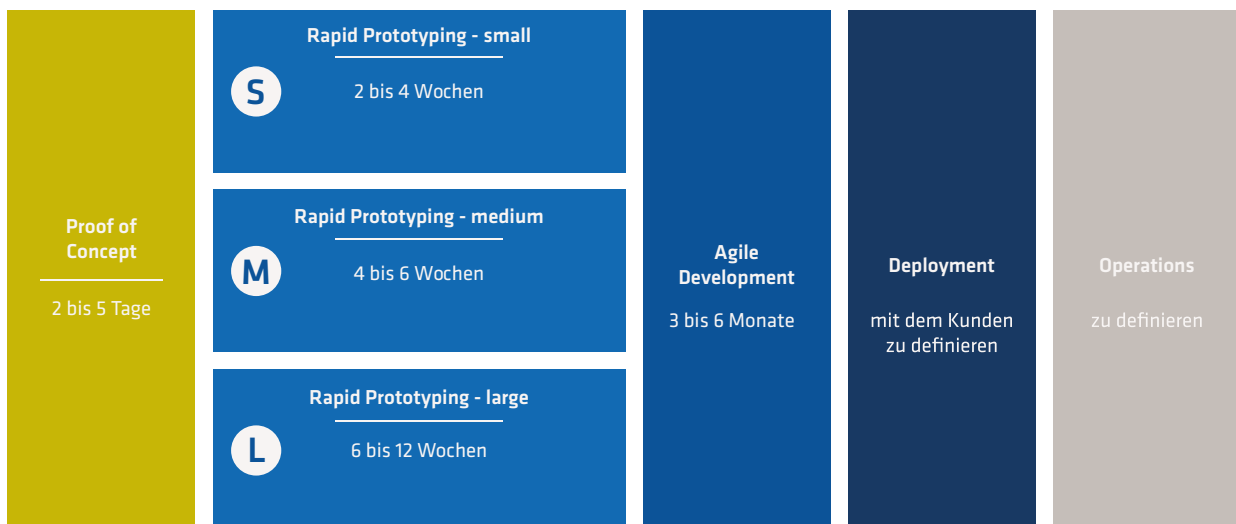 Proof of
Concept
2 bis 5 Tage
Rapid Prototyping - small
S
2 bis 4 Wochen
Rapid Prototyping - medium
M
4 bis 6 Wochen
Rapid Prototyping - large
L
6 bis 12 Wochen
Agile
Development
3 bis 6 Monate
Deployment
mit dem Kunden
zu definieren
Operations
zu definieren